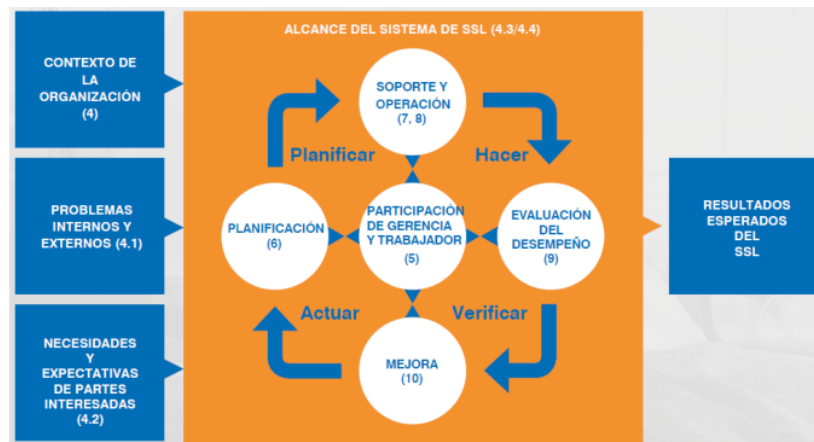 ALCANCE DEL SISTEMA DE SSL (4.3/4.4)
CONTEXTO DE
LA
ORGANIZACIÓN
(4)
PROBLEMAS
INTERNOS Y
EXTERNOS (4.1)
NECESIDADES
Y
EXPECTATIVAS
DE PARTES
INTERESADAS
(4.2)
SOPORTE Y
OPERACIÓN
(7, 8)
Planificar
Hacer
PLANIFICACIÓN
(6)
PARTICIPACIÓN
DE GERENCIA
Y TRABAJADOR
(5)
EVALUACIÓN
DEL
DESEMPEÑO
(9)
Actuar
Verificar
MEJORA
(10)
RESULTADOS
ESPERADOS
DEL
SSL